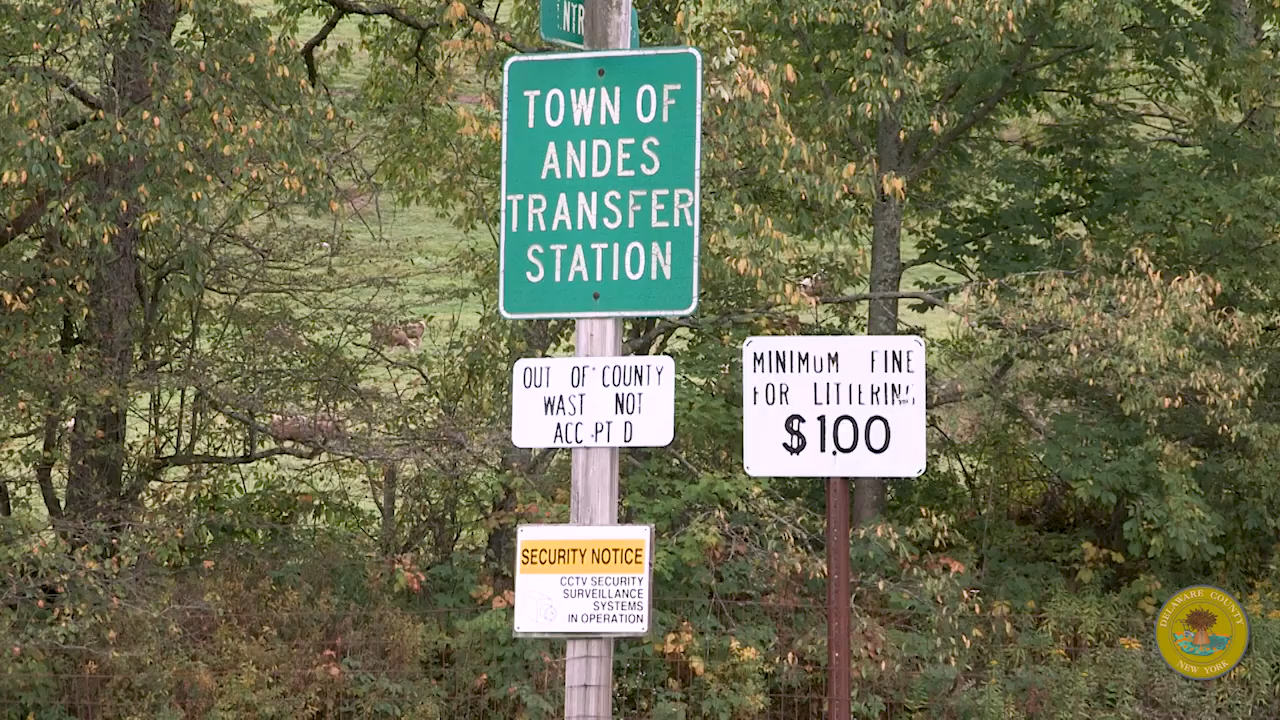 TOWN OF
ANDES
TRANSFER
STATION
OUT OF COUNTY
WAST NOT
ACC PT D
MINIMUM FINE
FOR LITTERING
$100
SECURITY NOTICE
CCTV SECURITY
SURVEILLANCE
SYSTEMS
IN OPERATION
DELAWARE COUNTY
NEW YORK